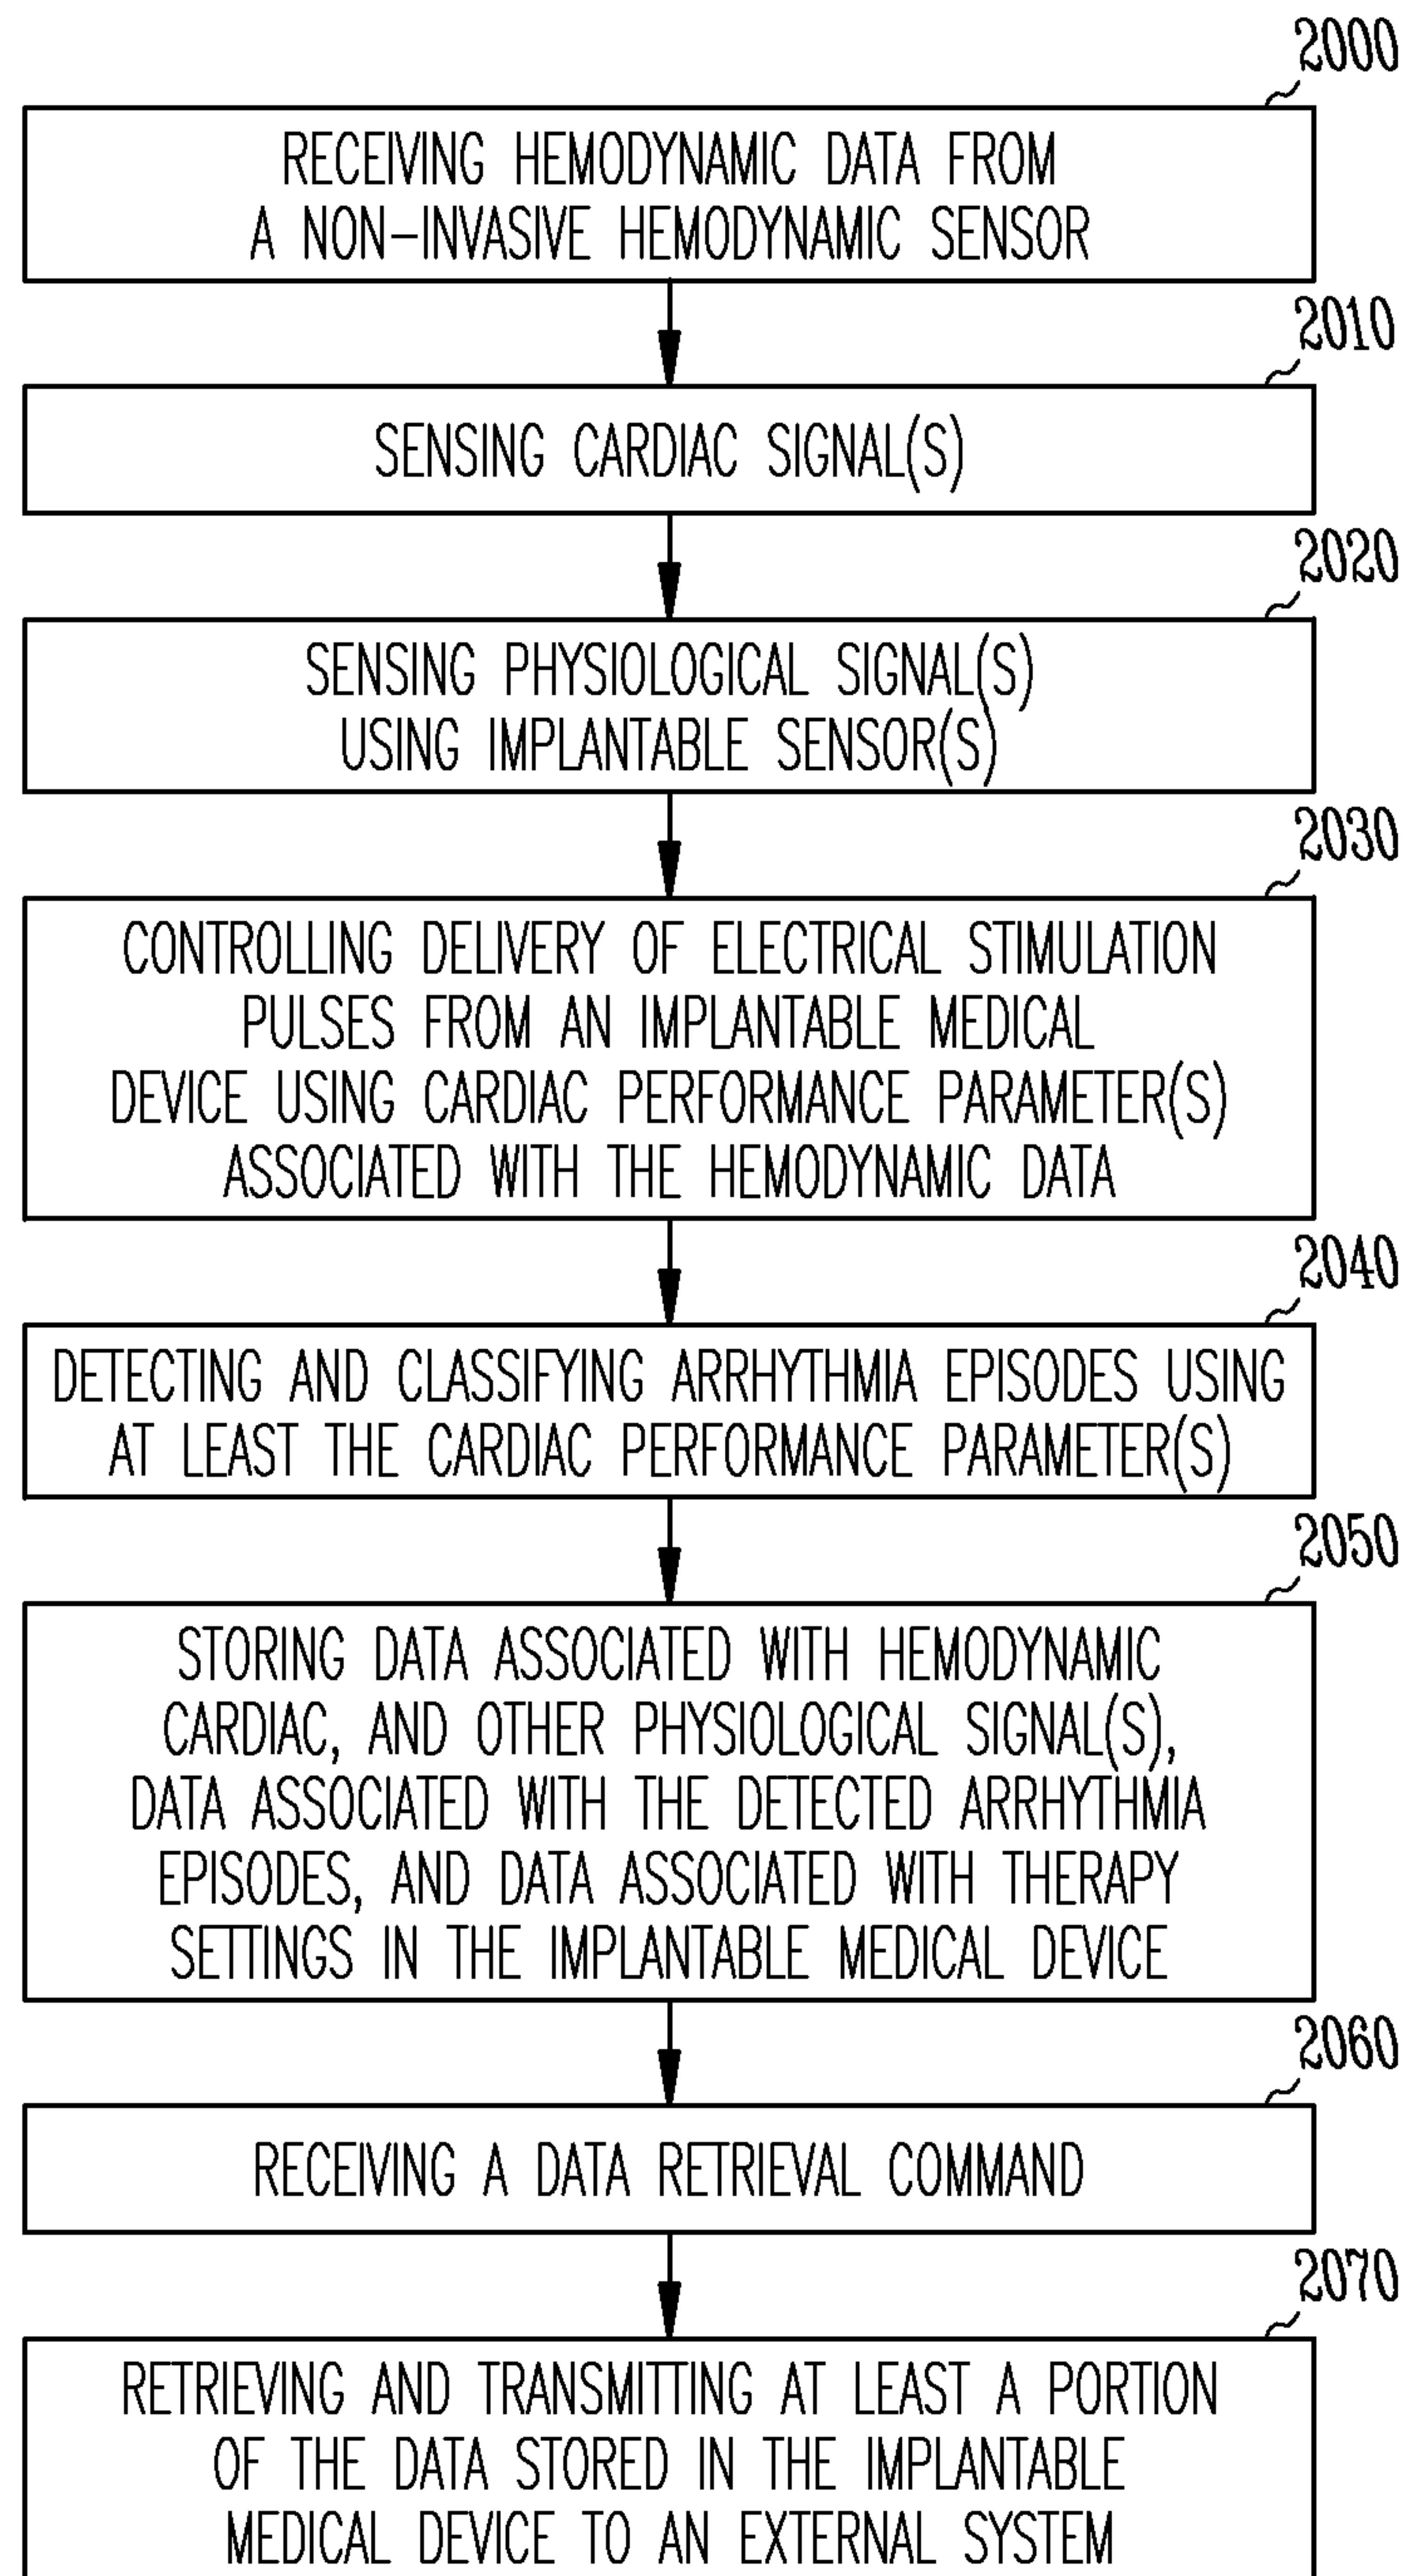 2000
RECEIVING HEMODYNAMIC DATA FROM
A NON-INVASIVE HEMODYNAMIC SENSOR
2010
SENSING CARDIAC SIGNAL(S)
2020
SENSING PHYSIOLOGICAL SIGNAL(S)
USING IMPLANTABLE SENSOR(S)
2030
CONTROLLING DELIVERY OF ELECTRICAL STIMULATION
PULSES FROM AN IMPLANTABLE MEDICAL
DEVICE USING CARDIAC PERFORMANCE PARAMETER(S)
ASSOCIATED WITH THE HEMODYNAMIC DATA
2040
DETECTING AND CLASSIFYING ARRHYTHMIA EPISODES USING
AT LEAST THE CARDIAC PERFORMANCE PARAMETER(S)
2050
STORING DATA ASSOCIATED WITH HEMODYNAMIC
CARDIAC, AND OTHER PHYSIOLOGICAL SIGNAL(S),
DATA ASSOCIATED WITH THE DETECTED ARRHYTHMIA
EPISODES, AND DATA ASSOCIATED WITH THERAPY
SETTINGS IN THE IMPLANTABLE MEDICAL DEVICE
2060
RECEIVING A DATA RETRIEVAL COMMAND
2070
RETRIEVING AND TRANSMITTING AT LEAST A PORTION
OF THE DATA STORED IN THE IMPLANTABLE
MEDICAL DEVICE TO AN EXTERNAL SYSTEM